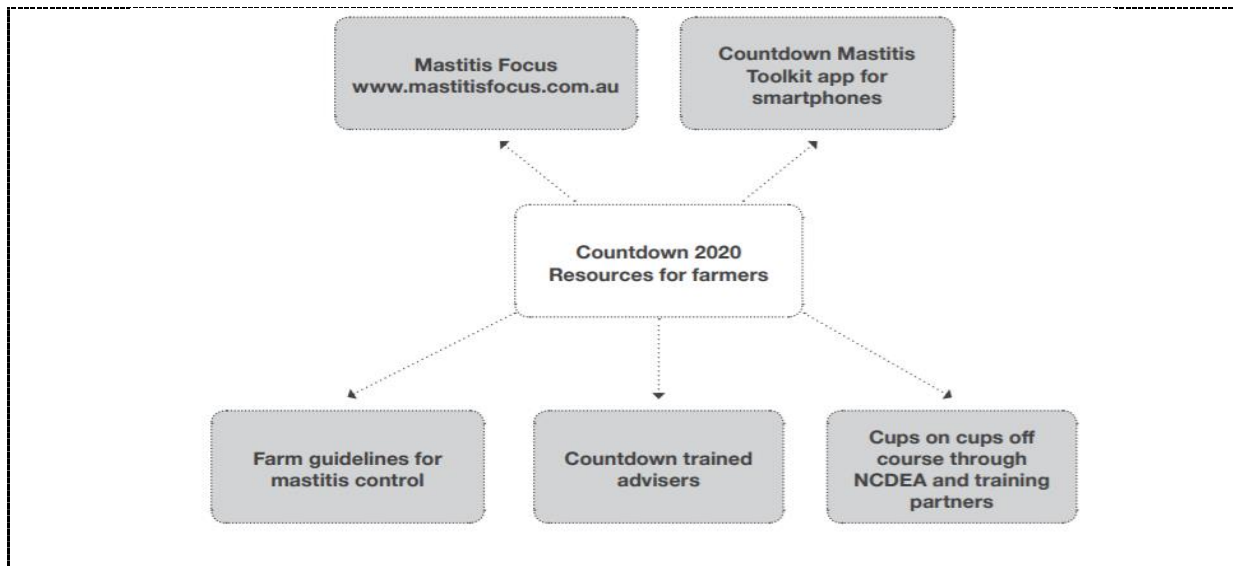 Mastitis Focus
www.mastitisfocus.com.au
Countdown Mastitis
Toolkit app for
smartphones
Countdown 2020
Resources for farmers
Farm guidelines for
mastitis control
Countdown trained
advisers
Cups on cups off
course through
NCDEA and training
partners